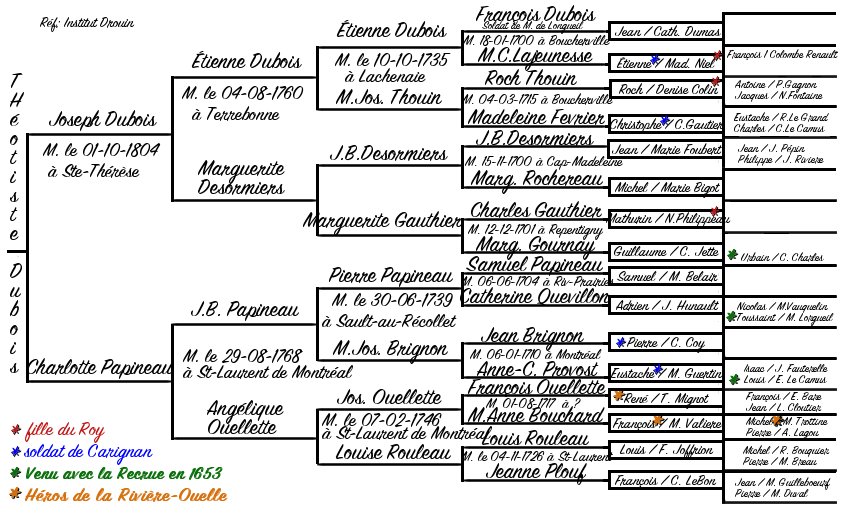 Réf: Institut Drouin
Théotiste Dubois
Joseph Dubois
M. le 01-10-1804
à Ste-Thérèse
Charlotte Papineau
Étienne Dubois
M. le 04-08-1760
à Terrebonne
Marguerite
Desormiers
J.B. Papineau
M. le 29-08-1768
à St-Laurent de Montréal
Angélique
Ouellette
Étienne Dubois
M. le 10-10-1735
à Lachenaie
M.Jos. Thouin
J.B.Desormiers
Marguerite Gauthier
Pierre Papineau
M. le 30-06-1739
à Sault-au-Récollet
M.Jos. Brignon
Jos. Ouellette
M. le 07-02-1746
à St-Laurent de Montréal
Louise Rouleau
François Dubois
Soldat de M. de Longueil
M. 18-01-1700 à Boucherville
M.C.Lajeunesse
Roch Thouin
M. 04-03-1715 à Boucherville
Madeleine Fevrier
J.B.Desormiers
M. 15-11-1700 à Cap-Madeleine
Marg. Rochereau
Charles Gauthier
M. 12-12-1701 à Repentigny
Marg. Gournay
Samuel Papineau
M. 06-06-1704 à Riv-Prairies
Catherine Quevillon
Jean Brignon
M. 06-01-1710 à Montréal
Anne-C. Provost
François Ouellette
M. 01-08-1717 à ?
M.Anne Bouchard
Louis Rouleau
M. le 04-11-1726 à St-Laurent
Jeanne Plouf
Jean / Cath. Dumas
Étienne / Mad. Niel
Roch / Denise Colin
Christophe / C.Gautier
Jean / Marie Foubert
Michel / Marie Bigot
Mathurin / N.Philippeau
Guillaume / C. Jette
Samuel / M. Belair
Adrien / J. Hunault
Pierre / C. Coy
Eustache / M. Guertin
René / T. Mignot
François / M. Valiere
Louis / F. Joffrion
François / C. LeBon
François / Colombe Renault
Antoine / P.Gagnon
Jacques / N.Fontaine
Eustache / R.Le Grand
Charles / C.Le Camus
Jean / J. Pépin
Philippe / J. Riviere
Urbain / C. Charles
Nicolas / M.Vauquelin
Toussaint / M. Lorgueil
Isaac / J. Fauterelle
Louis / E. Le Camus
François / E. Bare
Jean / L. Cloutier
Michel / M. Trottine
Pierre / A. Lagou
Michel / R. Bouquier
Pierre / M. Breau
Jean / M. Guilleboeurf
Pierre / M. Duval
fille du Roy
soldat de Carignan
Venu avec la Recrue en 1653
Héros de la Rivière-Ouelle